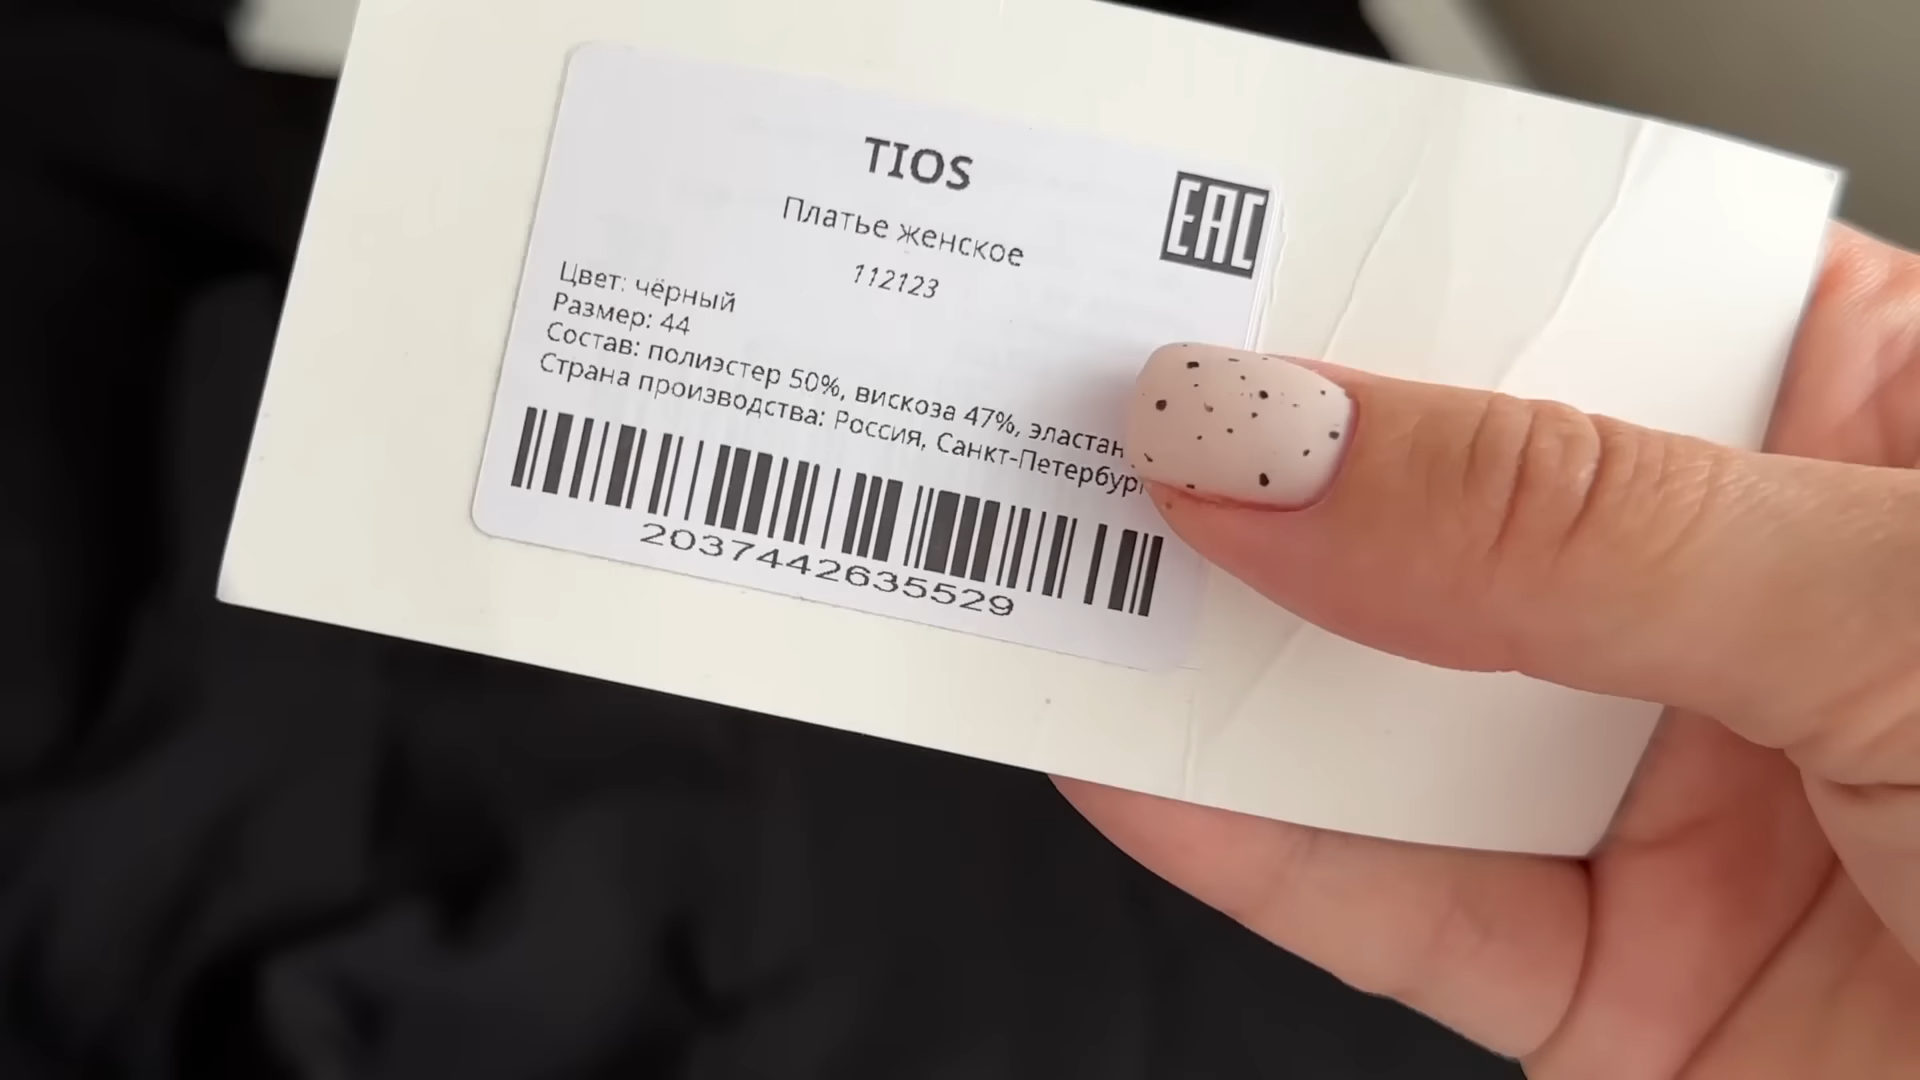 TIOS
EAC
Платье женское
112123
Цвет: чёрный
Размер: 44
Состав: полиэстер 50%, вискоза 47%, эластан
Страна производства: Россия, Санкт-Петербург
2037442635529